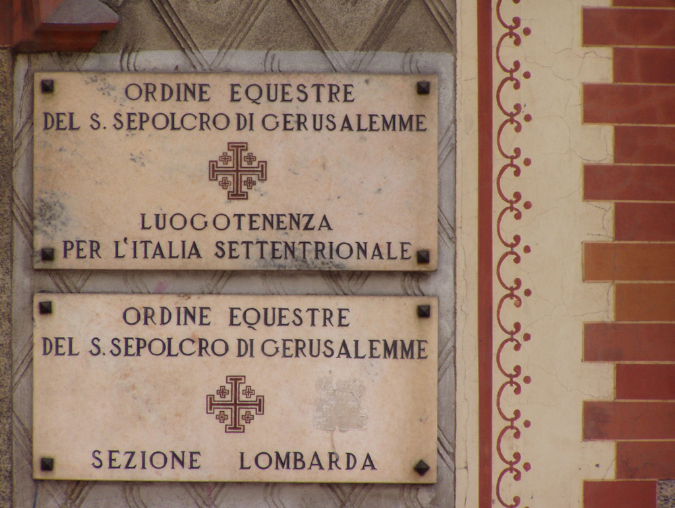 ORDINE EQUESTRE
DEL S. SEPOLCRO DI GERUSALEMME
LUOGOTENENZA
PER L'ITALIA SETTENTRIONALE
ORDINE EQUESTRE
DEL S. SEPOLCRO DI GERUSALEMME
SEZIONE LOMBARDA